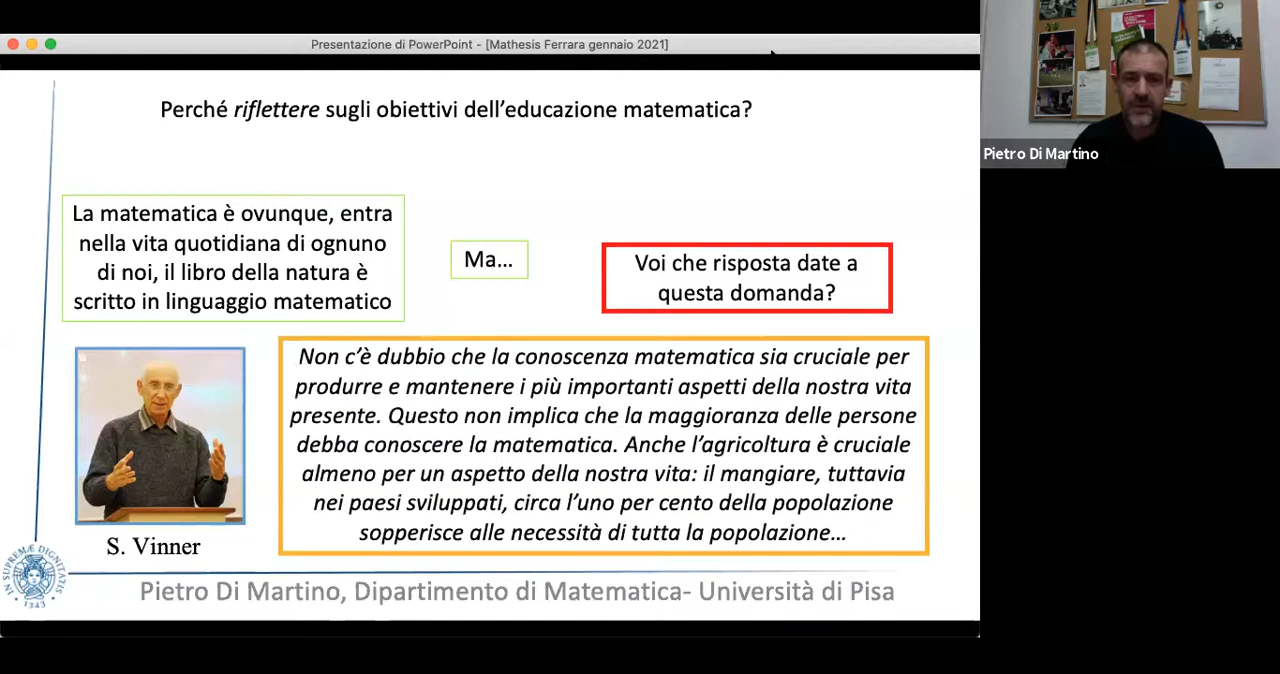 Presentazione di PowerPoint - [Mathesis Ferrara gennaio 2021]
Perché riflettere sugli obiettivi dell’educazione matematica?
La matematica è ovunque, entra
nella vita quotidiana di ognuno
di noi, il libro della natura è
scritto in linguaggio matematico
Ma...
Voi che risposta date a
questa domanda?
Non c’è dubbio che la conoscenza matematica sia cruciale per
produrre e mantenere i più importanti aspetti della nostra vita
presente. Questo non implica che la maggioranza delle persone
debba conoscere la matematica. Anche l’agricoltura è cruciale
almeno per un aspetto della nostra vita: il mangiare, tuttavia
nei paesi sviluppati, circa l’uno per cento della popolazione
sopperisce alle necessità di tutta la popolazione...
S. Vinner
IN SUPREMÆ DIGNITATIS
1343
Pietro Di Martino, Dipartimento di Matematica- Università di Pisa
Pietro Di Martino